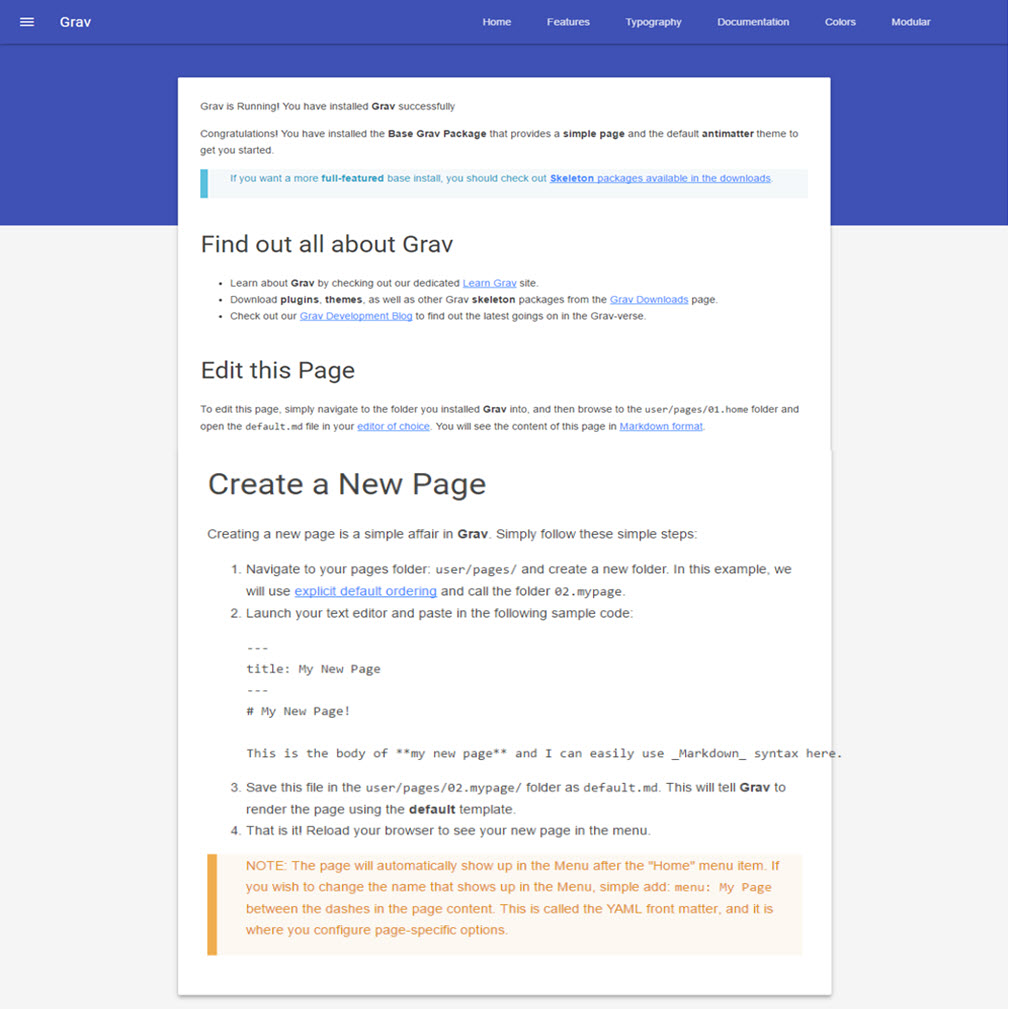 Grav
Home Features Typography Documentation Colors Modular
Grav is Running! You have installed Grav successfully
Congratulations! You have installed the Base Grav Package that provides a simple page and the default antimatter theme to
get you started.
If you want a more full-featured base install, you should check out Skeleton packages available in the downloads.
Find out all about Grav
• Learn about Grav by checking out our dedicated Learn Grav site.
• Download plugins, themes, as well as other Grav skeleton packages from the Grav Downloads page.
• Check out our Grav Development Blog to find out the latest goings on in the Grav-verse.
Edit this Page
To edit this page, simply navigate to the folder you installed Grav into, and then browse to the user/pages/01.home folder and
open the default.md file in your editor of choice. You will see the content of this page in Markdown format.
Create a New Page
Creating a new page is a simple affair in Grav. Simply follow these simple steps:
1. Navigate to your pages folder: user/pages/ and create a new folder. In this example, we
will use explicit default ordering and call the folder 02.mypage.
2. Launch your text editor and paste in the following sample code:
---
title: My New Page
---
# My New Page!
This is the body of **my new page** and I can easily use _Markdown_ syntax here.
3. Save this file in the user/pages/02.mypage/ folder as default.md. This will tell Grav to
render the page using the default template.
4. That is it! Reload your browser to see your new page in the menu.
NOTE: The page will automatically show up in the Menu after the "Home" menu item. If
you wish to change the name that shows up in the Menu, simple add: menu: My Page
between the dashes in the page content. This is called the YAML front matter, and it is
where you configure page-specific options.